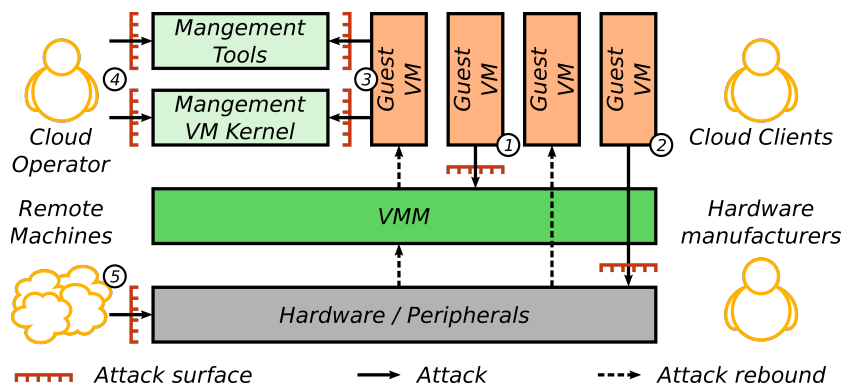 Mangement
Tools
Mangement
VM Kernel
Guest
VM
Guest
VM
Guest
VM
Guest
VM
4
3
1
2
Cloud
Operator
Cloud Clients
Remote
Machines
VMM
Hardware
manufacturers
5
Hardware / Peripherals
Attack surface
Attack
Attack rebound